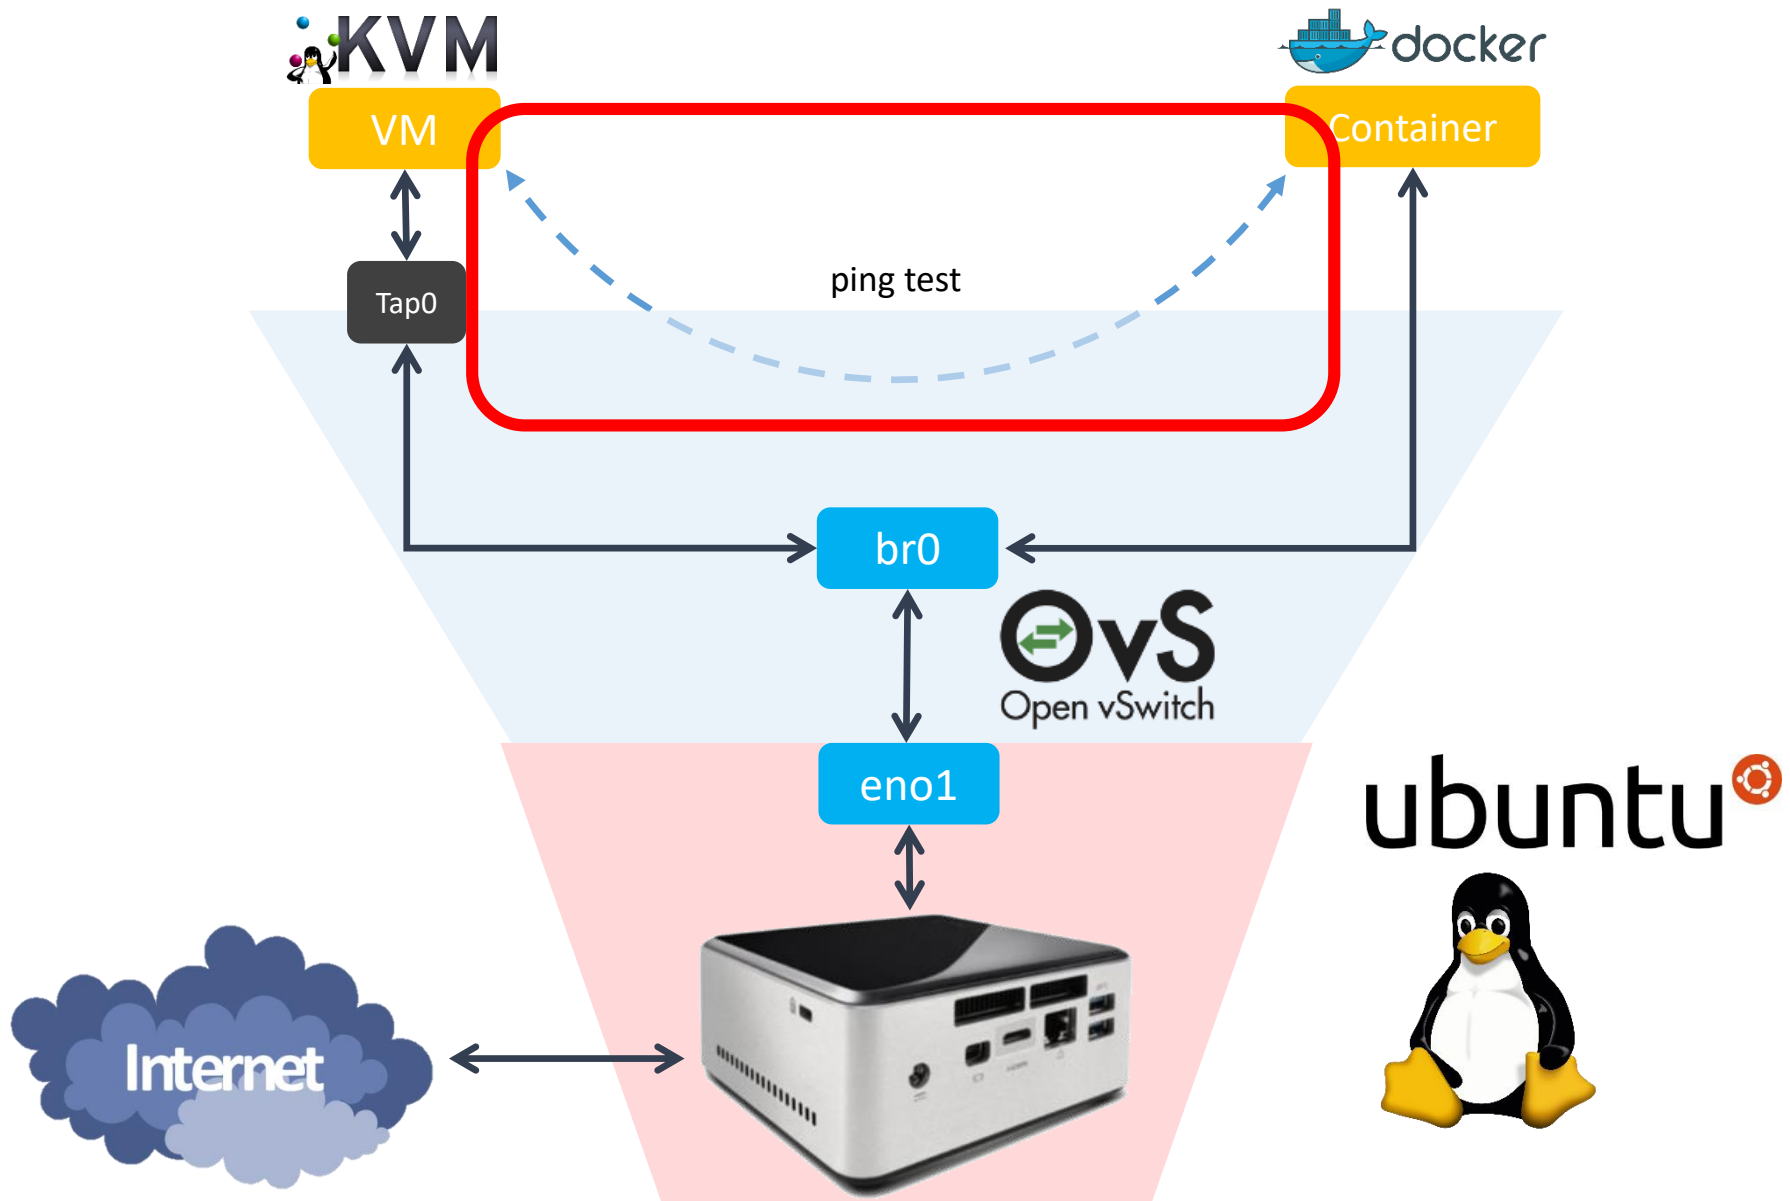 KVM
docker
VM
Container
ping test
Tap0
br0
OvS
Open vSwitch
eno1
ubuntu
Internet